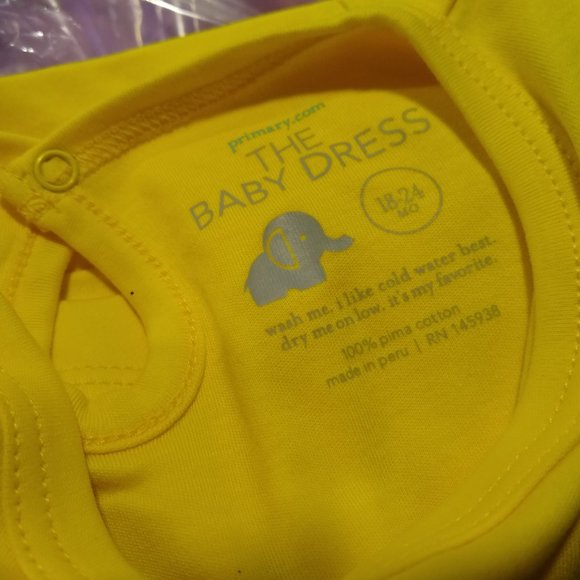 primary.com
THE
BABY DRESS
18-24
MO
wash me. i like cold water best.
dry me on low. it's my favorite.
100% pima cotton
made in peru | RN 145938